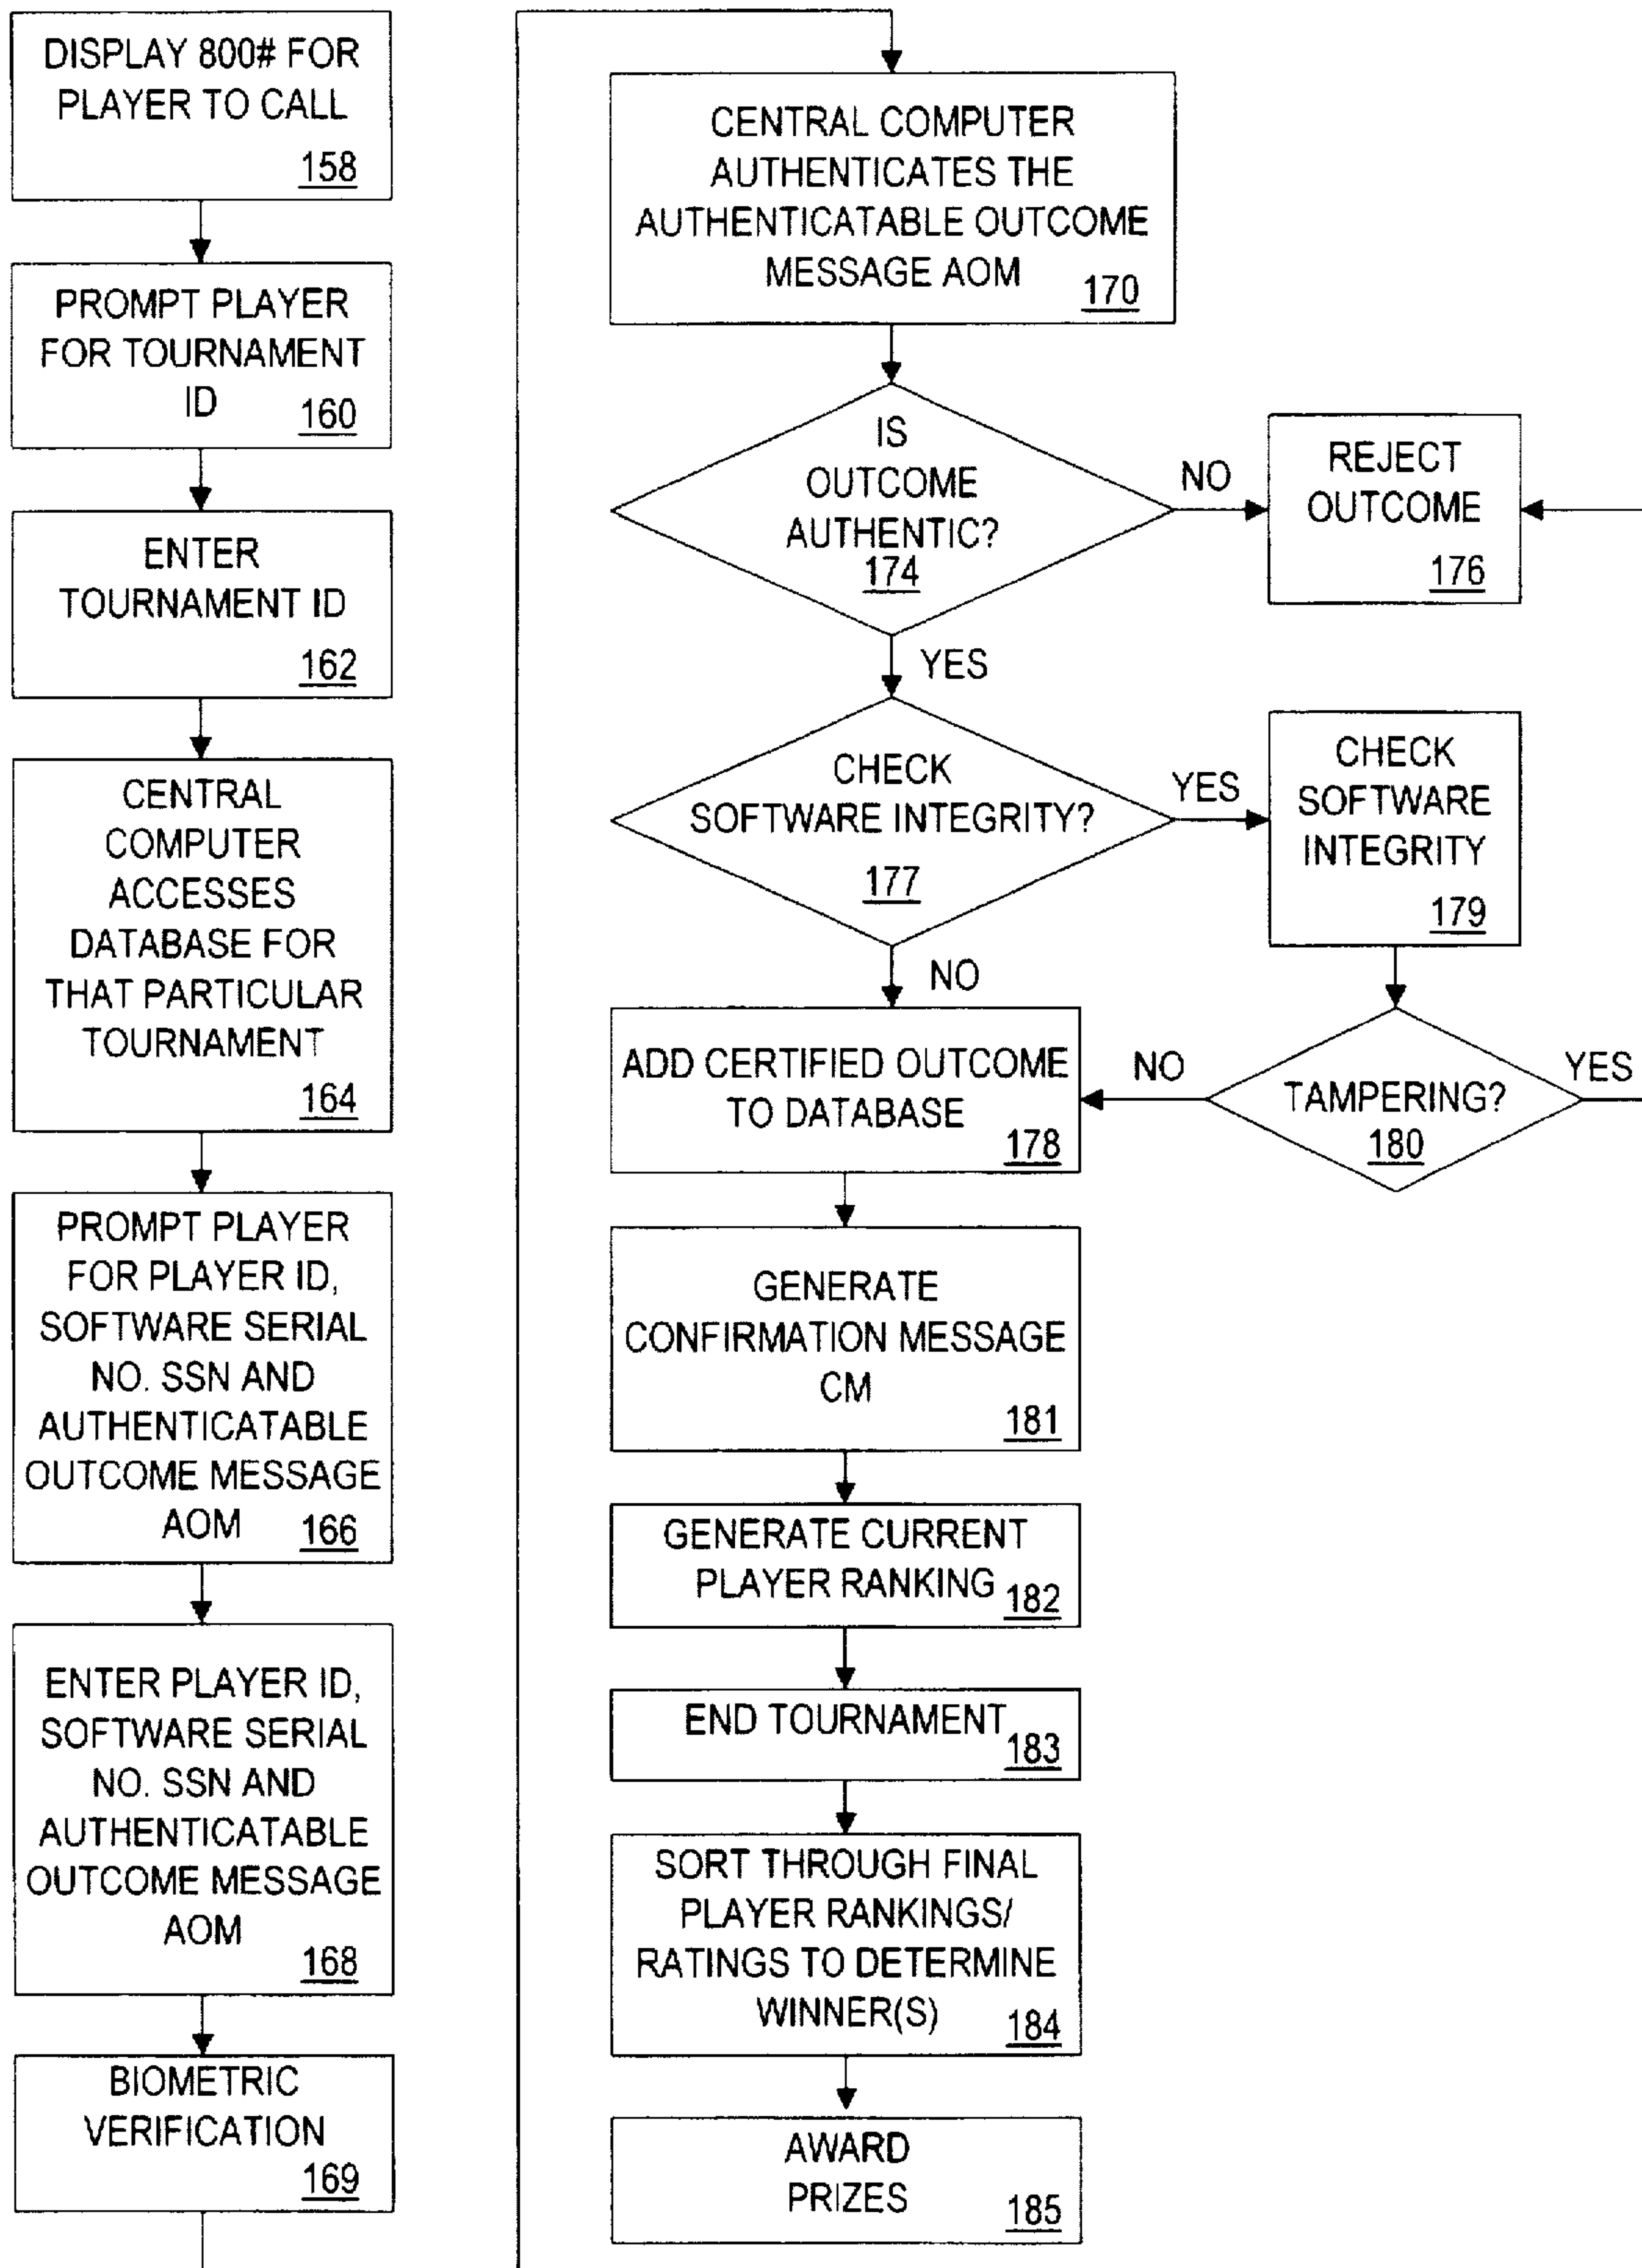 DISPLAY 800# FOR
PLAYER TO CALL
158
PROMPT PLAYER
FOR TOURNAMENT
ID
160
ENTER
TOURNAMENT ID
162
CENTRAL
COMPUTER
ACCESSES
DATABASE FOR
THAT PARTICULAR
TOURNAMENT
164
PROMPT PLAYER
FOR PLAYER ID,
SOFTWARE SERIAL
NO. SSN AND
AUTHENTICATABLE
OUTCOME MESSAGE
AOM
166
ENTER PLAYER ID,
SOFTWARE SERIAL
NO. SSN AND
AUTHENTICATABLE
OUTCOME MESSAGE
AOM
168
BIOMETRIC
VERIFICATION
169
CENTRAL COMPUTER
AUTHENTICATES THE
AUTHENTICATABLE OUTCOME
MESSAGE AOM
170
IS
OUTCOME
AUTHENTIC?
174
NO
REJECT
OUTCOME
176
YES
CHECK
SOFTWARE INTEGRITY?
177
YES
CHECK
SOFTWARE
INTEGRITY
179
NO
ADD CERTIFIED OUTCOME
TO DATABASE
178
NO
TAMPERING?
180
YES
GENERATE
CONFIRMATION MESSAGE
CM
181
GENERATE CURRENT
PLAYER RANKING
182
END TOURNAMENT
183
SORT THROUGH FINAL
PLAYER RANKINGS/
RATINGS TO DETERMINE
WINNER(S)
184
AWARD
PRIZES
185